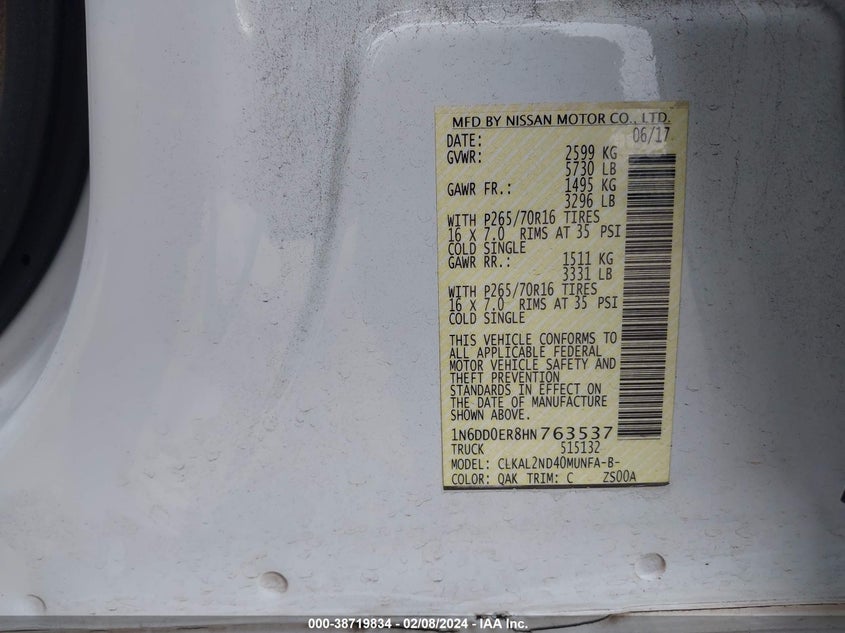 MFD BY NISSAN MOTOR CO., LTD.
DATE: 06/17
GVWR: 2599 KG
5730 LB
GAWR FR.: 1495 KG
3296 LB
WITH P265/70R16 TIRES
16 X 7.0 RIMS AT 35 PSI
COLD SINGLE
GAWR RR.: 1511 KG
3331 LB
WITH P265/70R16 TIRES
16 X 7.0 RIMS AT 35 PSI
COLD SINGLE
THIS VEHICLE CONFORMS TO
ALL APPLICABLE FEDERAL
MOTOR VEHICLE SAFETY AND
THEFT PREVENTION
STANDARDS IN EFFECT ON
THE DATE OF MANUFACTURE
SHOWN ABOVE.
1N6DD0ER8HN763537
TRUCK 515132
MODEL: CLKAL2ND40MUNFA-B-
COLOR: QAK TRIM: C ZS00A
000-38719834 - 02/08/2024 - IAA Inc.